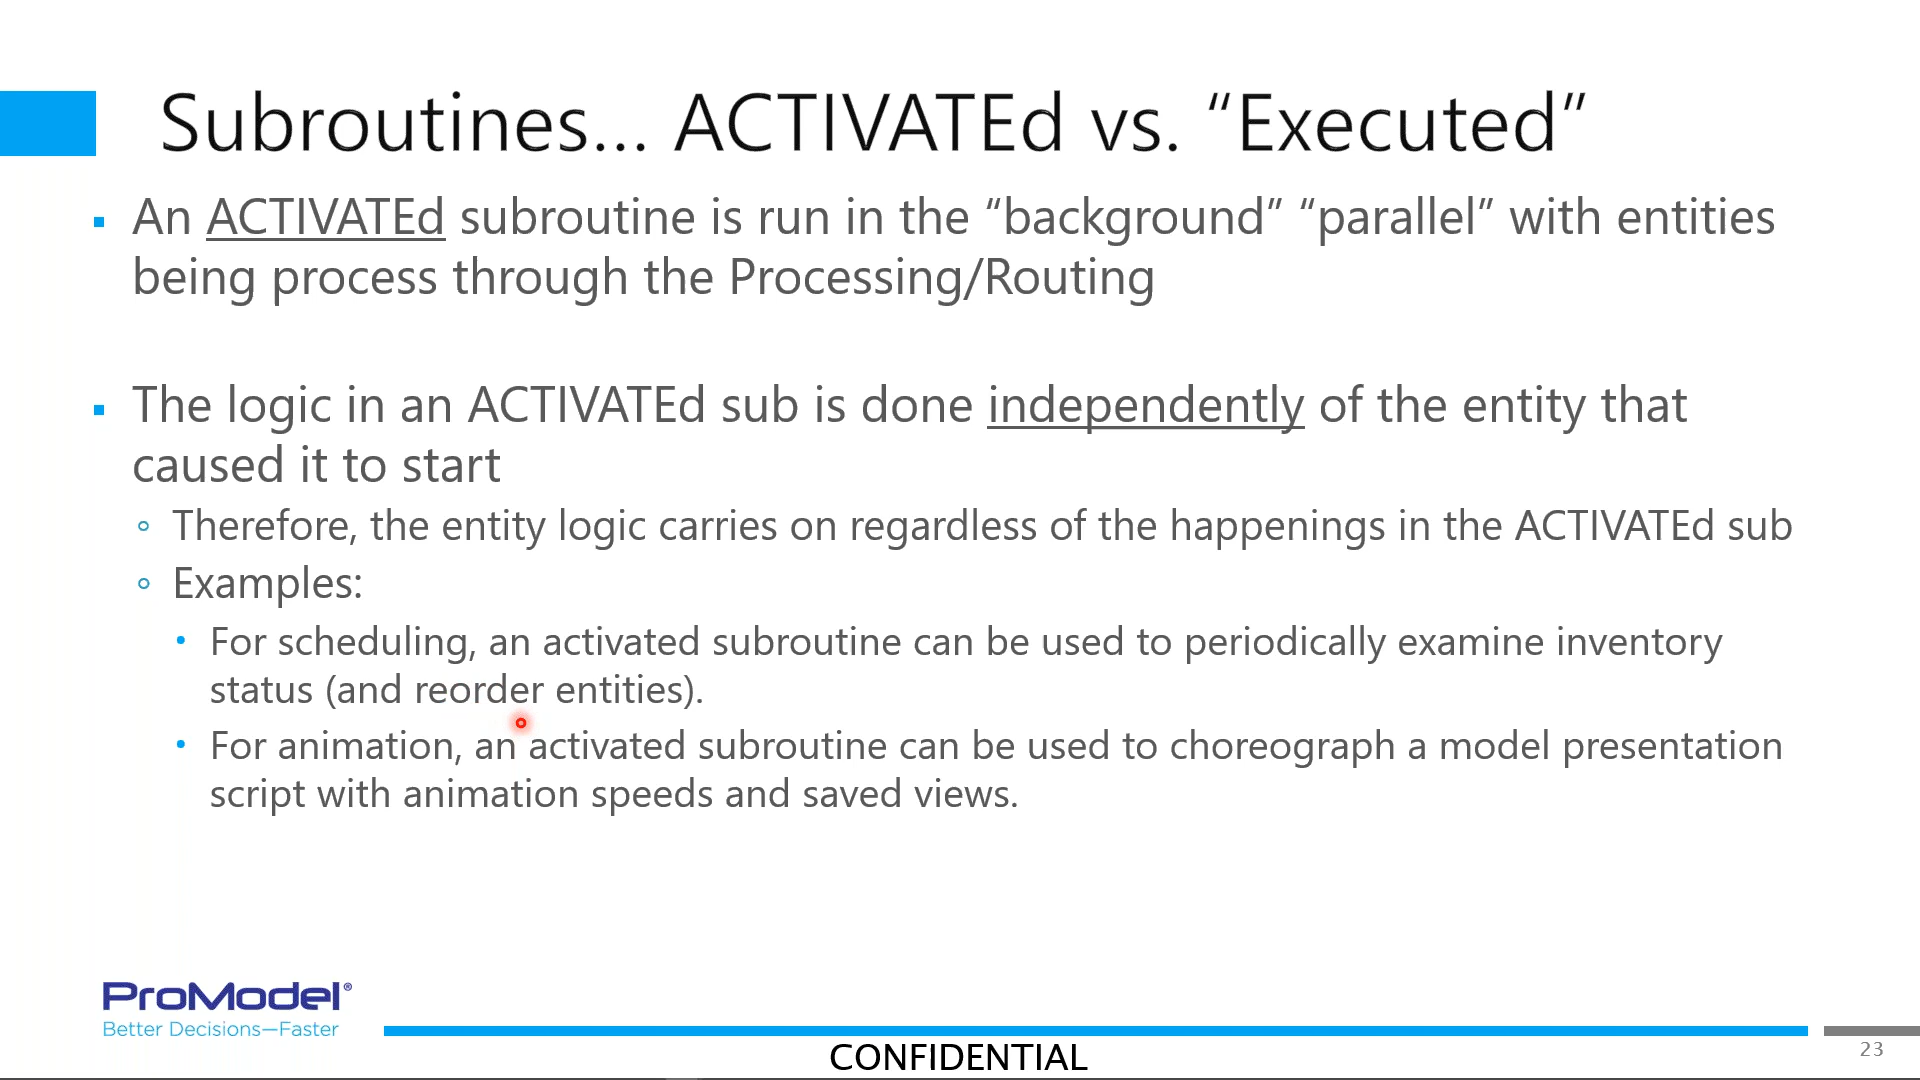 Subroutines... ACTIVATEd vs. “Executed”
▪ An ACTIVATEd subroutine is run in the “background” “parallel” with entities
being process through the Processing/Routing
▪ The logic in an ACTIVATEd sub is done independently of the entity that
caused it to start
◦ Therefore, the entity logic carries on regardless of the happenings in the ACTIVATEd sub
◦ Examples:
• For scheduling, an activated subroutine can be used to periodically examine inventory
status (and reorder entities).
• For animation, an activated subroutine can be used to choreograph a model presentation
script with animation speeds and saved views.
ProModel®
Better Decisions—Faster
CONFIDENTIAL
23